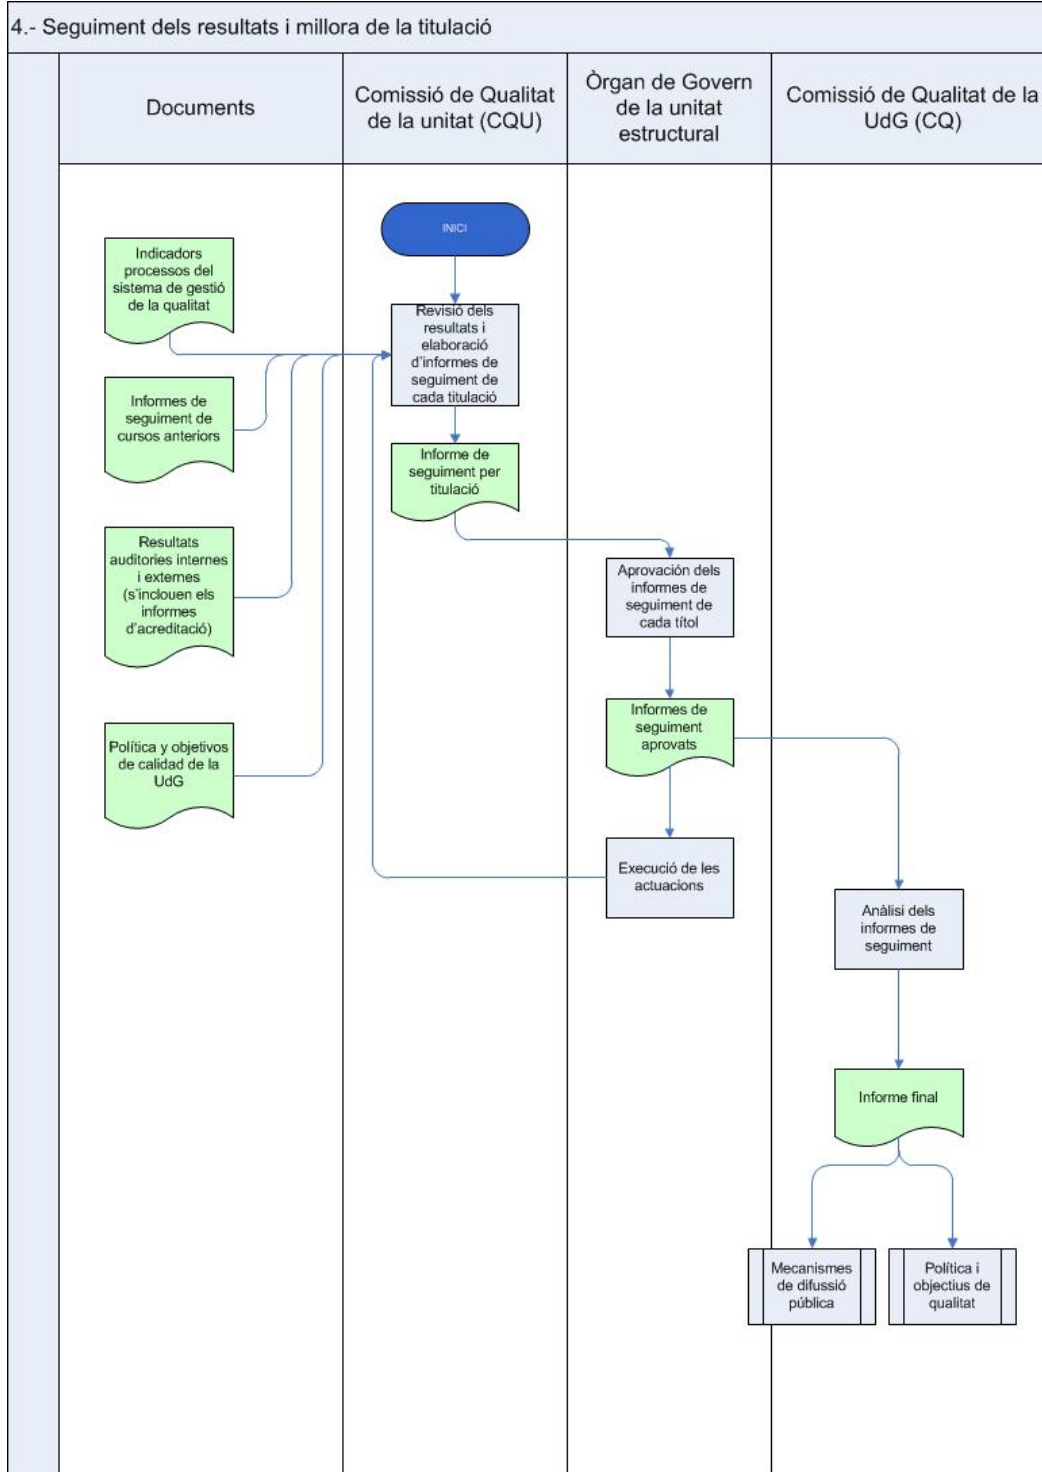 4.- Seguiment dels resultats i millora de la titulació
Documents
Comissió de Qualitat
de la unitat (CQU)
Òrgan de Govern
de la unitat
estructural
Comissió de Qualitat de la
UdG (CQ)
INICI
Indicadors
processos del
sistema de gestió
de la qualitat
Revisió dels
resultats i
elaboració
d'informes de
seguiment de
cada titulació
Informes de
seguiment de
cursos anteriors
Informe de
seguiment per
titulació
Resultats
auditories internes
i externes
(s'inclouen els
informes
d'acreditació)
Aprovación dels
informes de
seguiment de
cada títol
Informes de
seguiment
aprovats
Política y objetivos
de calidad de la
UdG
Execució de les
actuacions
Anàlisi dels
informes de
seguiment
Informe final
Mecanismes
de difussió
pública
Política i
objectius de
qualitat